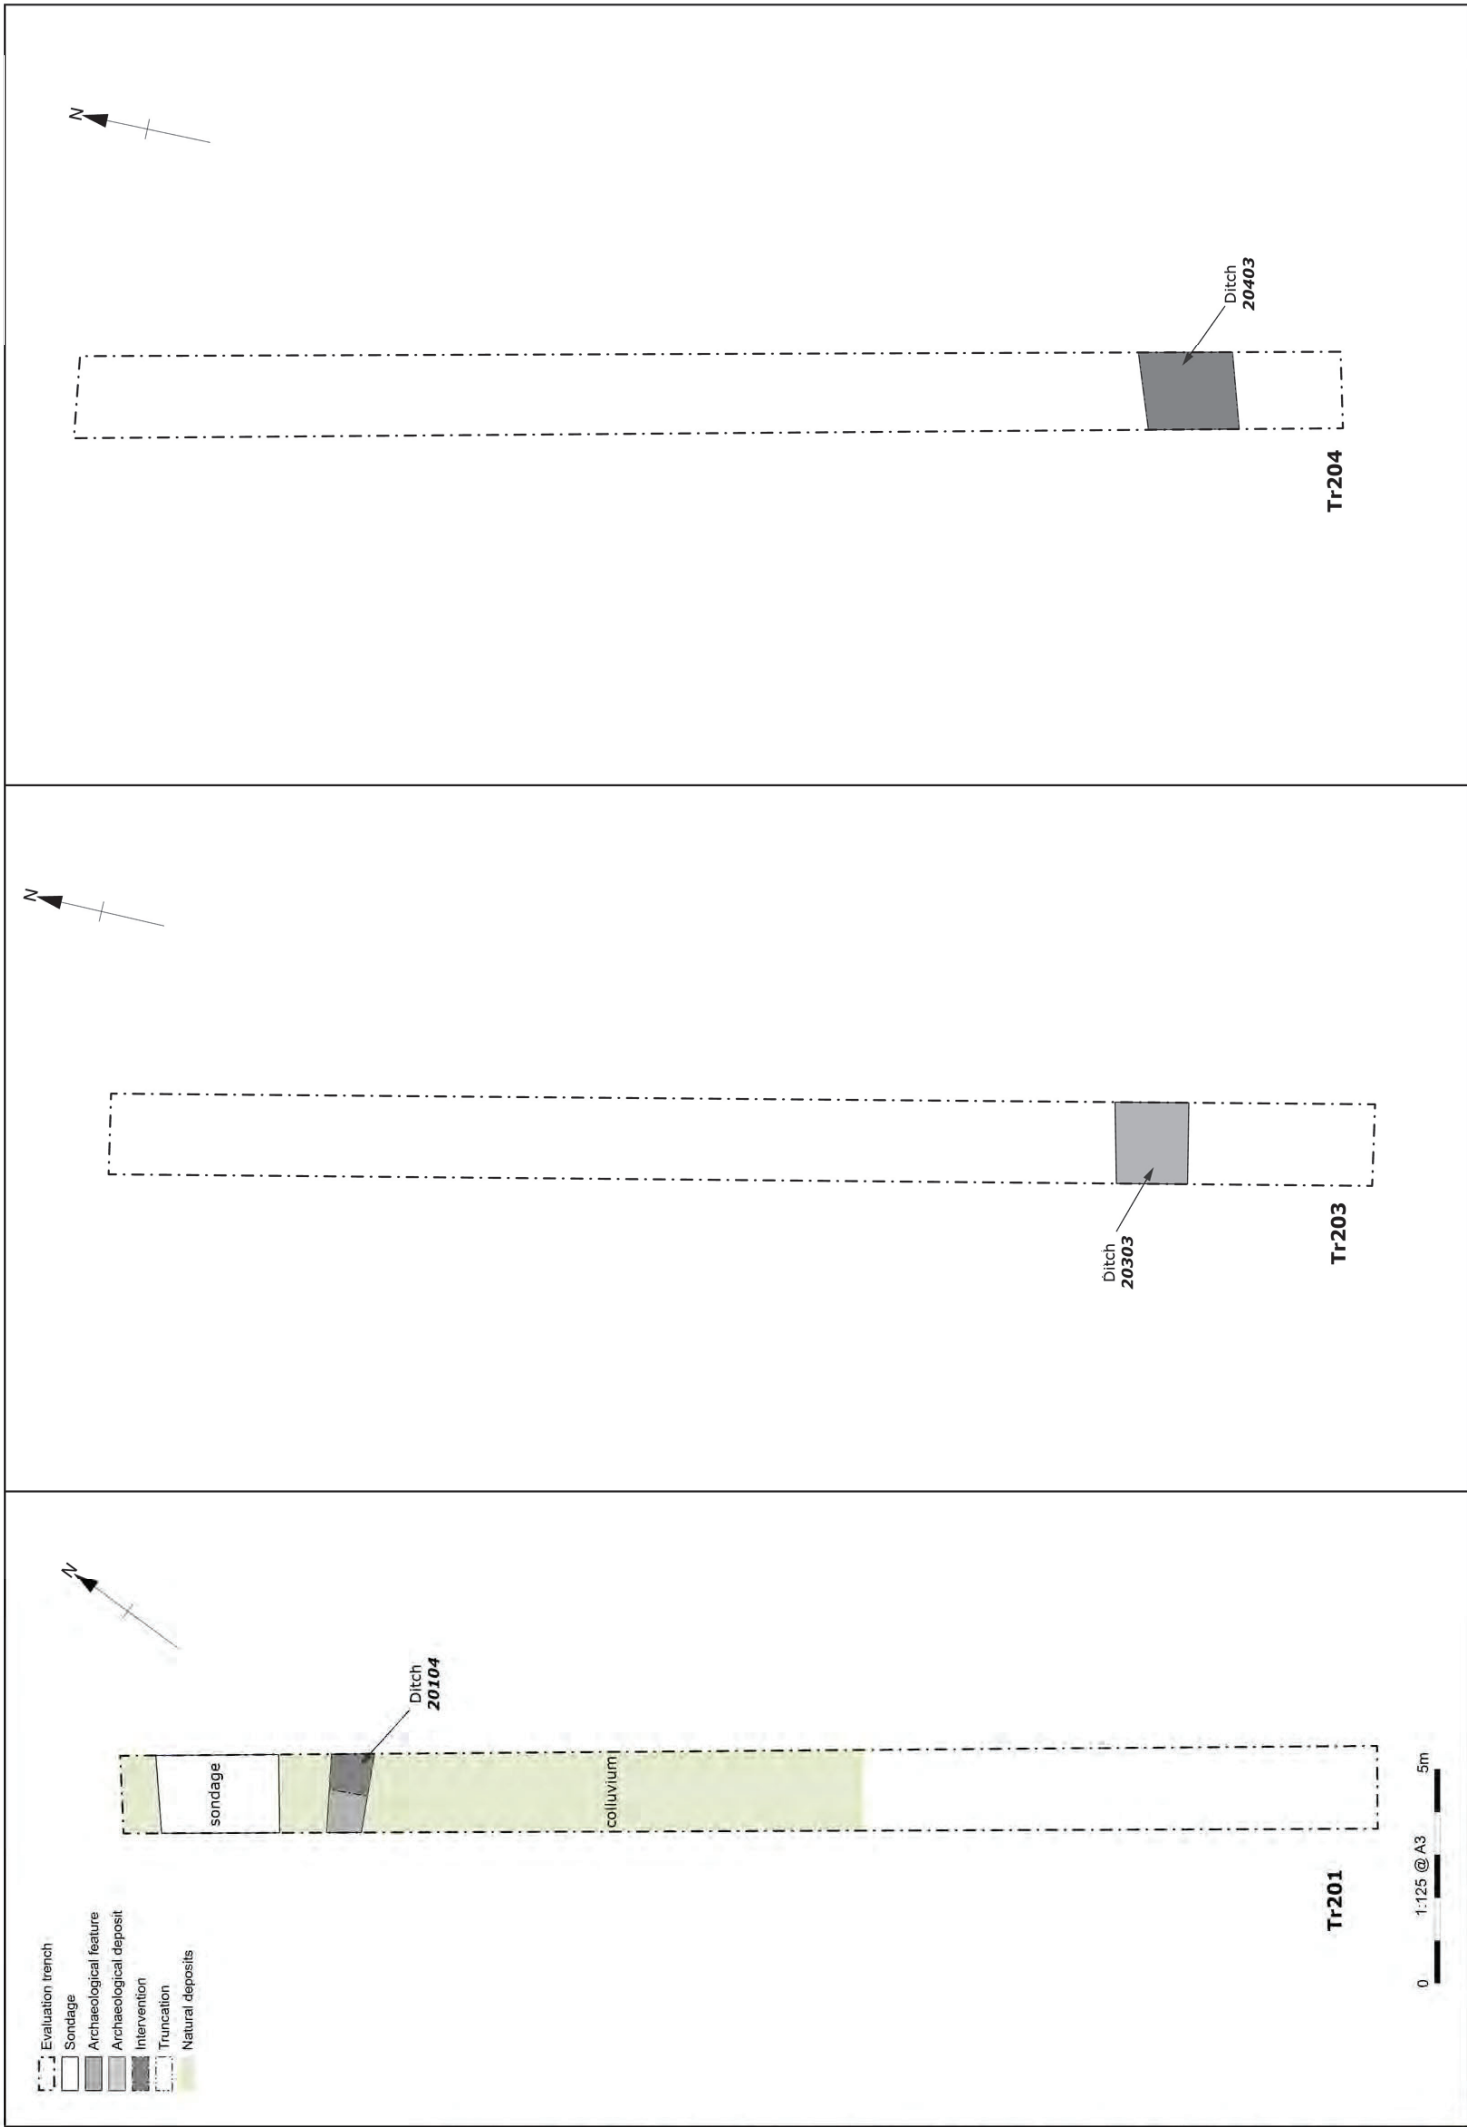 Evaluation trench
Sondage
Archaeological feature
Archaeological deposit
Intervention
Truncation
Natural deposits
N
sondage
Ditch
20104
colluvium
Tr201
0
1:125 @ A3
5m
N
Ditch
20303
Tr203
N
Ditch
20403
Tr204